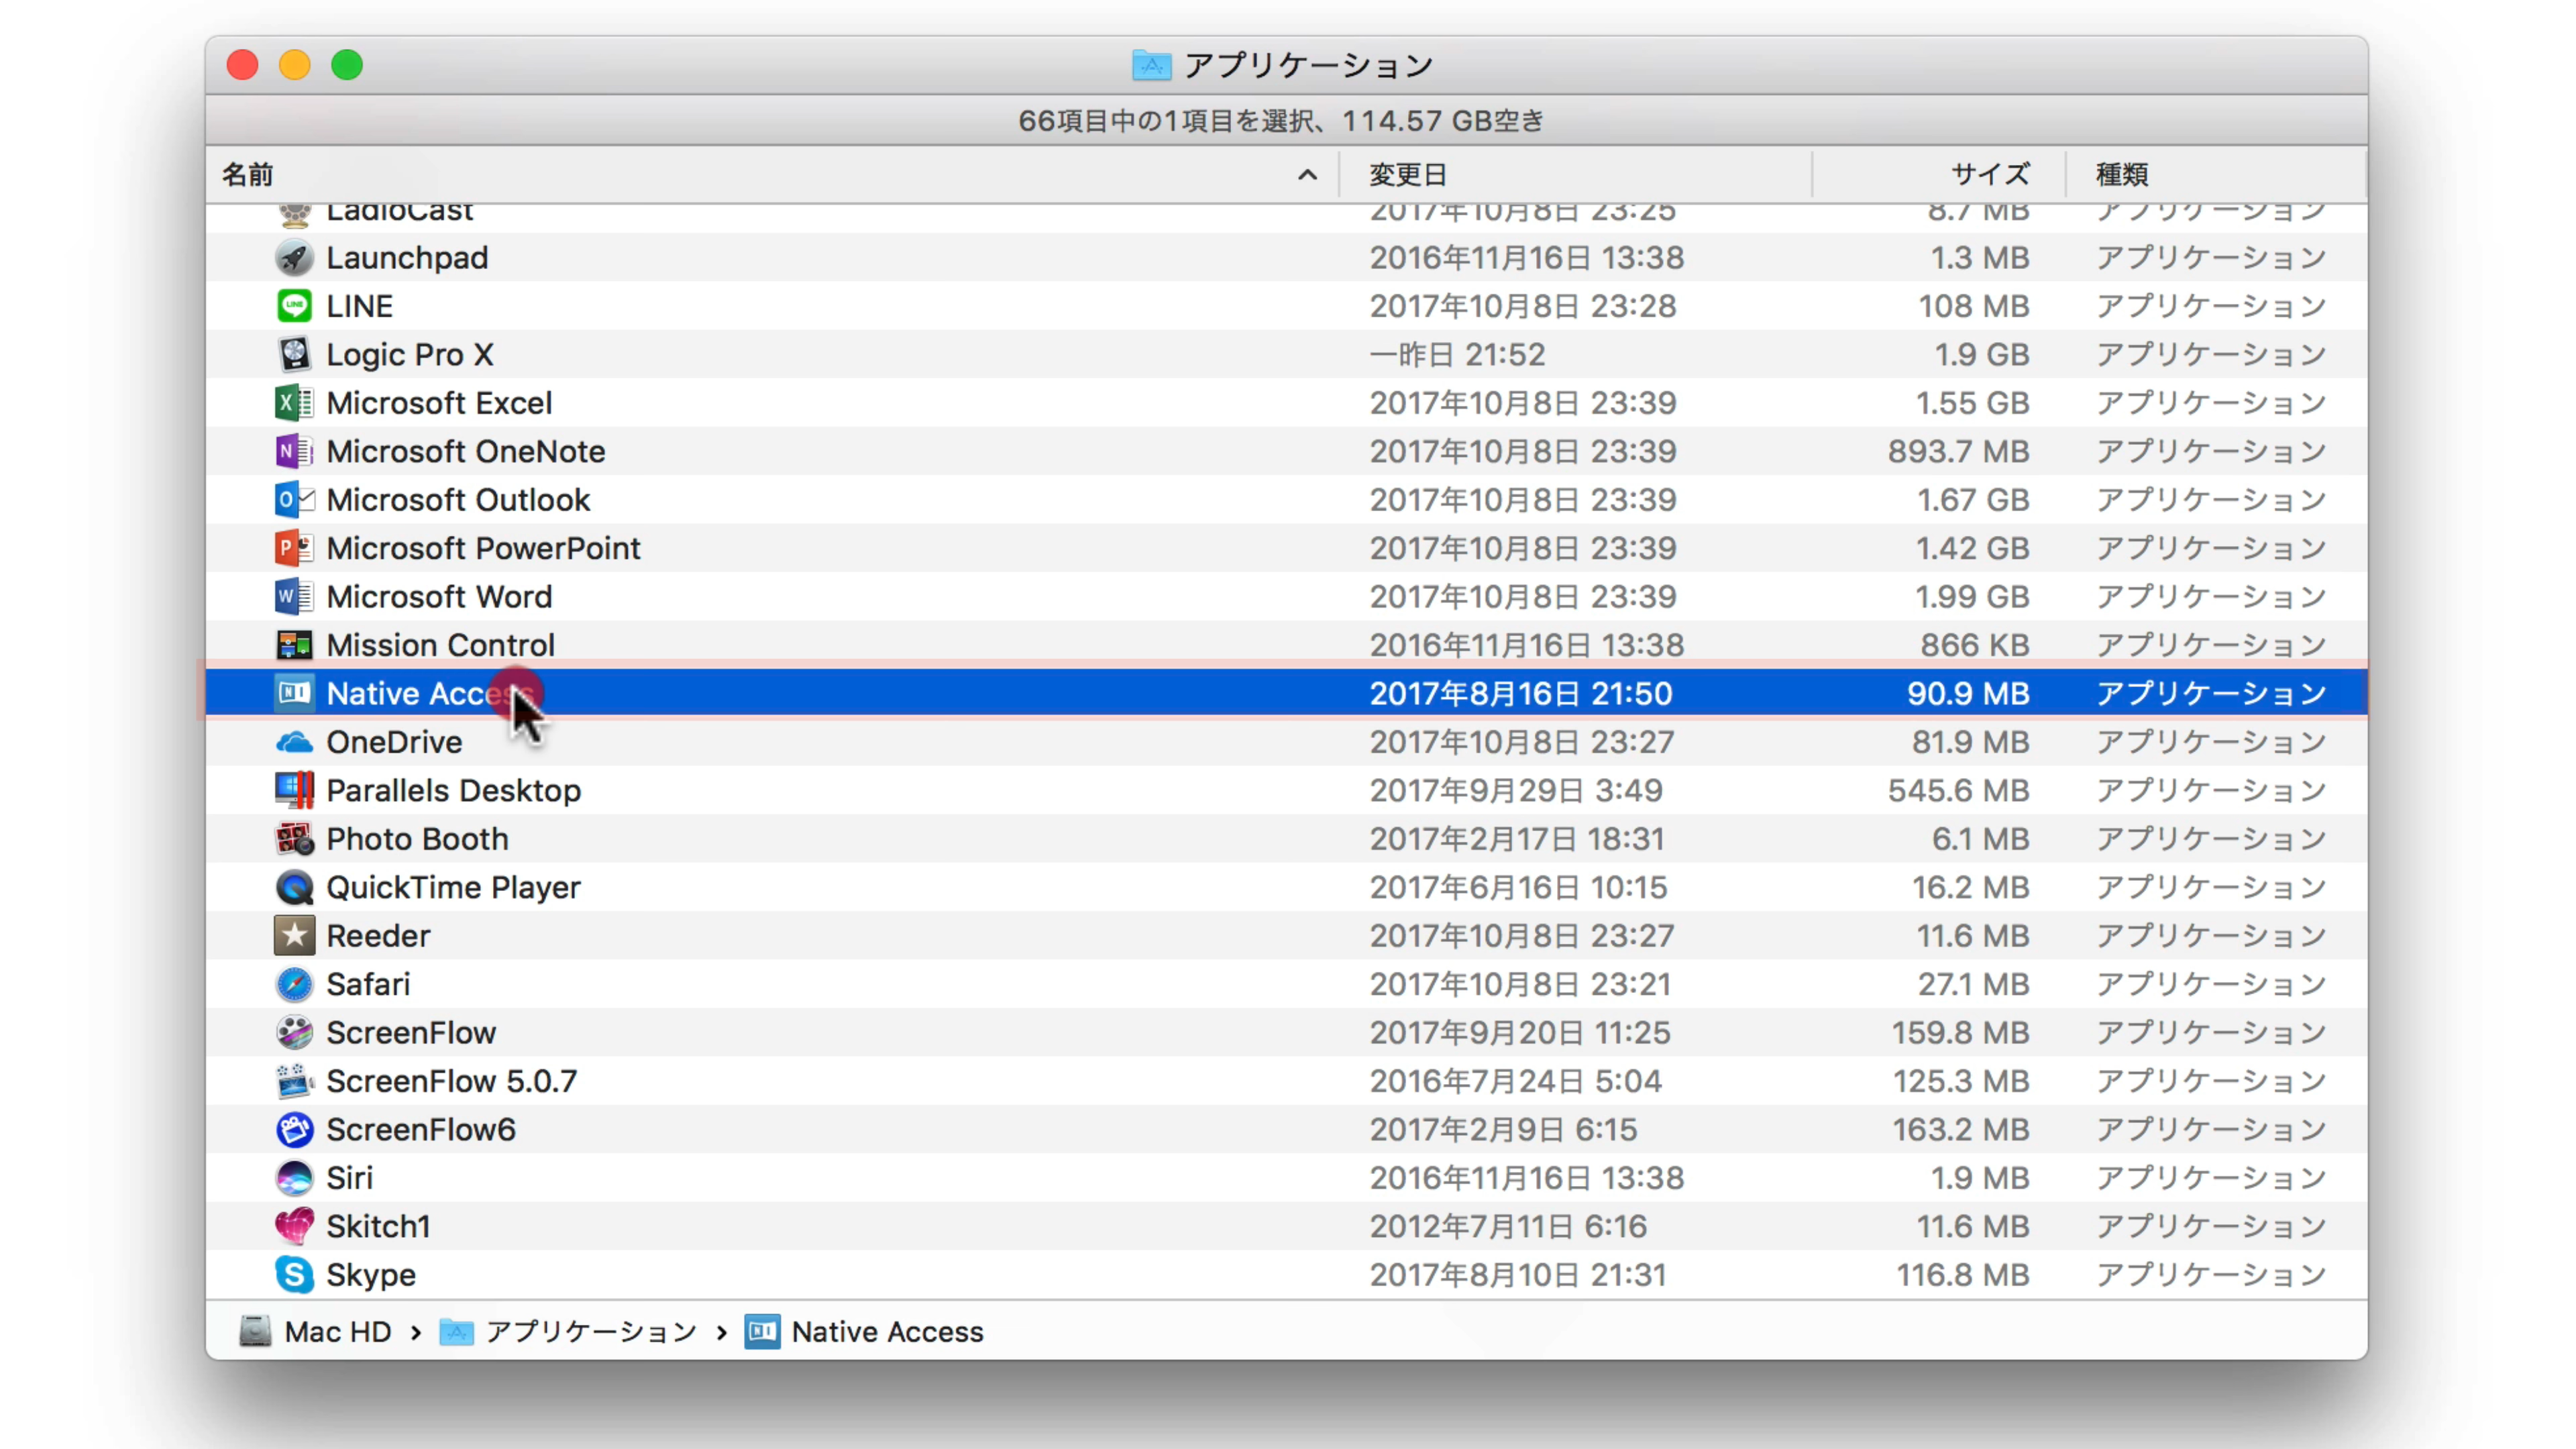 アプリケーション
66項目中の1項目を選択、114.57 GB空き
名前 変更日 サイズ 種類
LadioCast 2017年10月8日 23:25 8.7 MB アプリケーション
Launchpad 2016年11月16日 13:38 1.3 MB アプリケーション
LINE 2017年10月8日 23:28 108 MB アプリケーション
Logic Pro X 一昨日 21:52 1.9 GB アプリケーション
Microsoft Excel 2017年10月8日 23:39 1.55 GB アプリケーション
Microsoft OneNote 2017年10月8日 23:39 893.7 MB アプリケーション
Microsoft Outlook 2017年10月8日 23:39 1.67 GB アプリケーション
Microsoft PowerPoint 2017年10月8日 23:39 1.42 GB アプリケーション
Microsoft Word 2017年10月8日 23:39 1.99 GB アプリケーション
Mission Control 2016年11月16日 13:38 866 KB アプリケーション
Native Access 2017年8月16日 21:50 90.9 MB アプリケーション
OneDrive 2017年10月8日 23:27 81.9 MB アプリケーション
Parallels Desktop 2017年9月29日 3:49 545.6 MB アプリケーション
Photo Booth 2017年2月17日 18:31 6.1 MB アプリケーション
QuickTime Player 2017年6月16日 10:15 16.2 MB アプリケーション
Reeder 2017年10月8日 23:27 11.6 MB アプリケーション
Safari 2017年10月8日 23:21 27.1 MB アプリケーション
ScreenFlow 2017年9月20日 11:25 159.8 MB アプリケーション
ScreenFlow 5.0.7 2016年7月24日 5:04 125.3 MB アプリケーション
ScreenFlow6 2017年2月9日 6:15 163.2 MB アプリケーション
Siri 2016年11月16日 13:38 1.9 MB アプリケーション
Skitch1 2012年7月11日 6:16 11.6 MB アプリケーション
Skype 2017年8月10日 21:31 116.8 MB アプリケーション
Mac HD › アプリケーション › Native Access